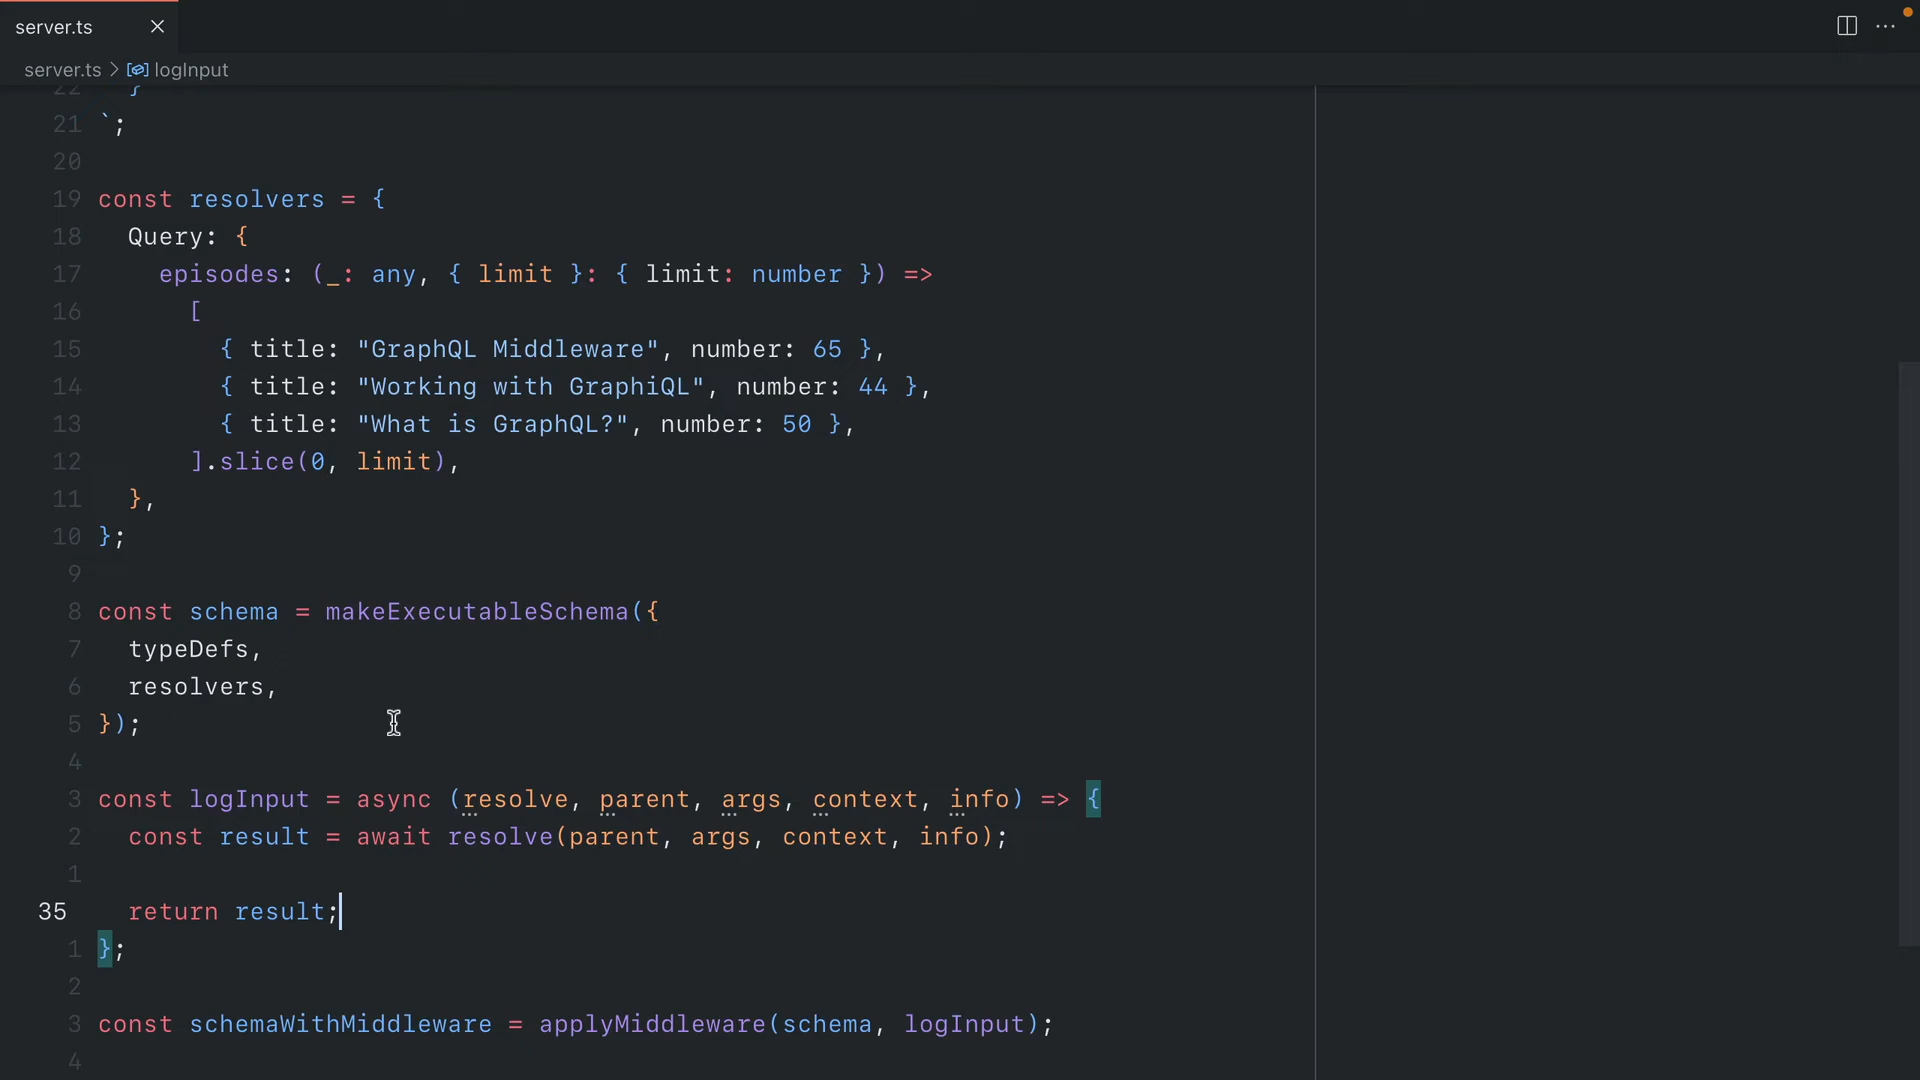 server.ts
server.ts > logInput
22   }
21 `;
20
19 const resolvers = {
18   Query: {
17     episodes: (_: any, { limit }: { limit: number }) =>
16       [
15         { title: "GraphQL Middleware", number: 65 },
14         { title: "Working with GraphiQL", number: 44 },
13         { title: "What is GraphQL?", number: 50 },
12       ].slice(0, limit),
11   },
10 };
9
8 const schema = makeExecutableSchema({
7   typeDefs,
6   resolvers,
5 });
4
3 const logInput = async (resolve, parent, args, context, info) => {
2   const result = await resolve(parent, args, context, info);
1
35   return result;
1 };
2
3 const schemaWithMiddleware = applyMiddleware(schema, logInput);
4